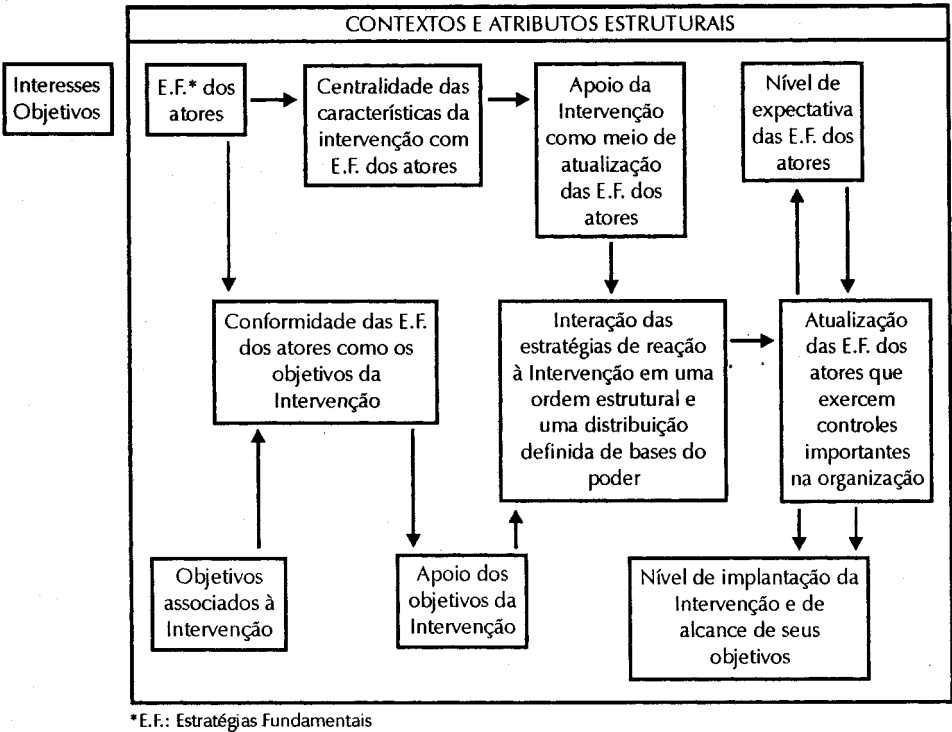 CONTEXTOS E ATRIBUTOS ESTRUTURAIS
Interesses
Objetivos
E.F.* dos
atores
Centralidade das
características da
intervenção com
E.F. dos atores
Apoio da
Intervenção
como meio de
atualização
das E.F. dos
atores
Nível de
expectativa
das E.F. dos
atores
Conformidade das E.F.
dos atores como os
objetivos da
Intervenção
Interação das
estratégias de reação
à Intervenção em uma
ordem estrutural e
uma distribuição
definida de bases do
poder
Atualização
das E.F. dos
atores que
exercem
controles
importantes
na organização
Objetivos
associados à
Intervenção
Apoio dos
objetivos da
Intervenção
Nível de implantação da
Intervenção e de
alcance de seus
objetivos
*E.F.: Estratégias Fundamentais